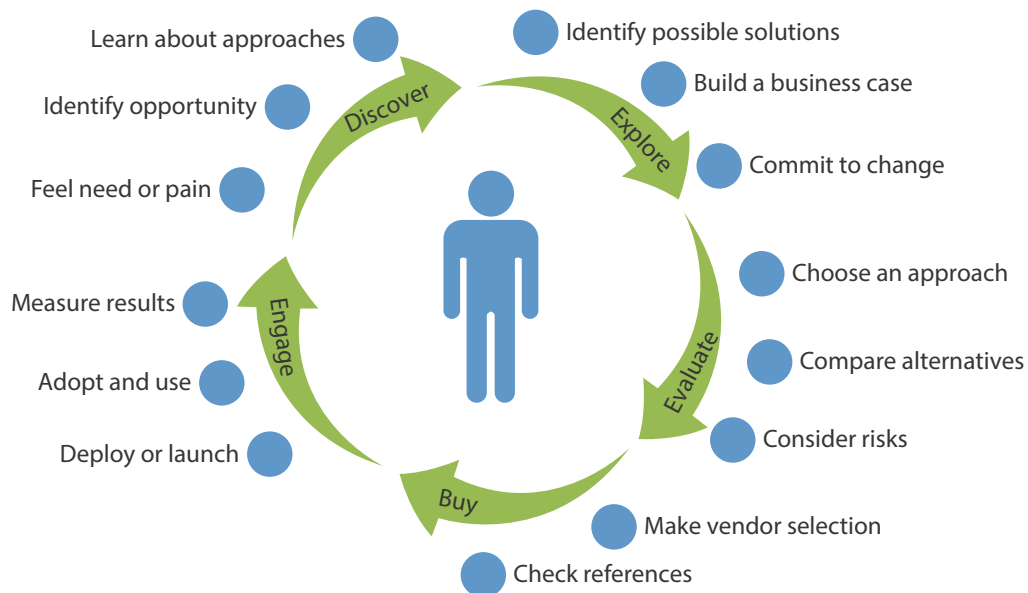 Learn about approaches
Identify possible solutions
Identify opportunity
Discover
Build a business case
Explore
Feel need or pain
Commit to change
Choose an approach
Measure results
Engage
Evaluate
Compare alternatives
Adopt and use
Consider risks
Deploy or launch
Buy
Make vendor selection
Check references